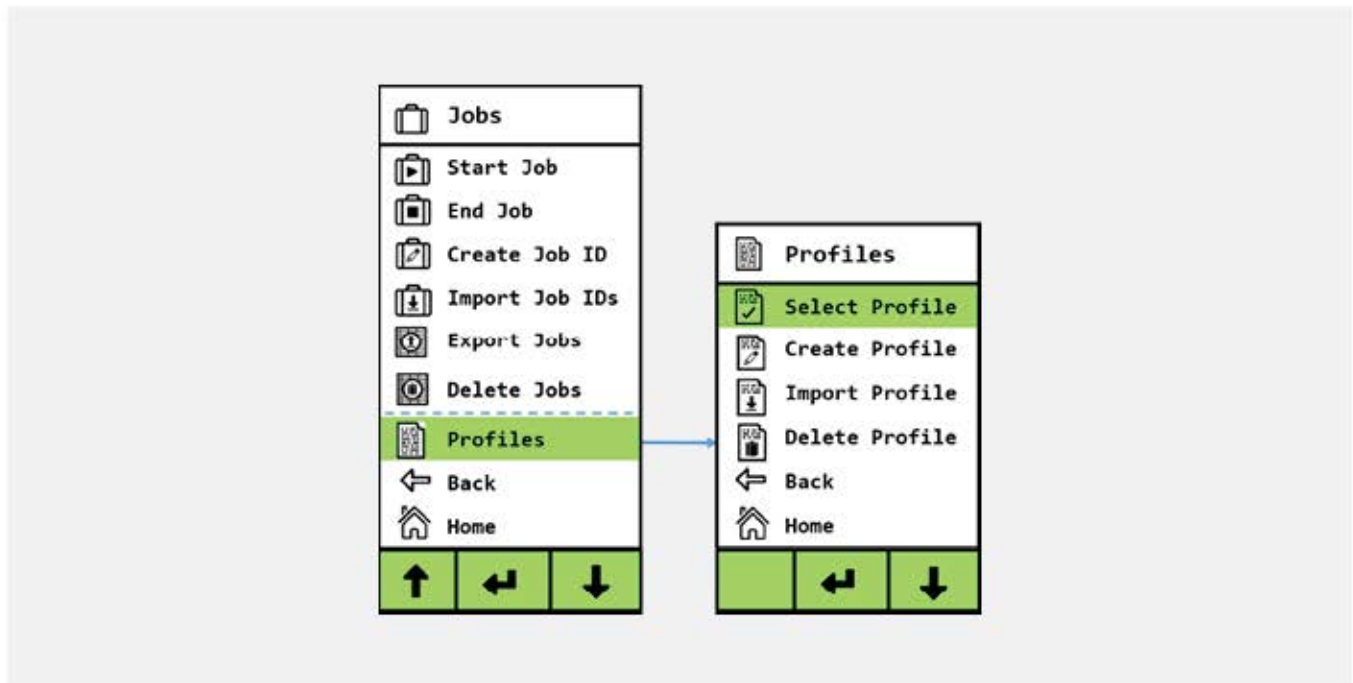 Jobs
Start Job
End Job
Create Job ID
Import Job IDs
Export Jobs
Delete Jobs
Profiles
Back
Home
Profiles
Select Profile
Create Profile
Import Profile
Delete Profile
Back
Home